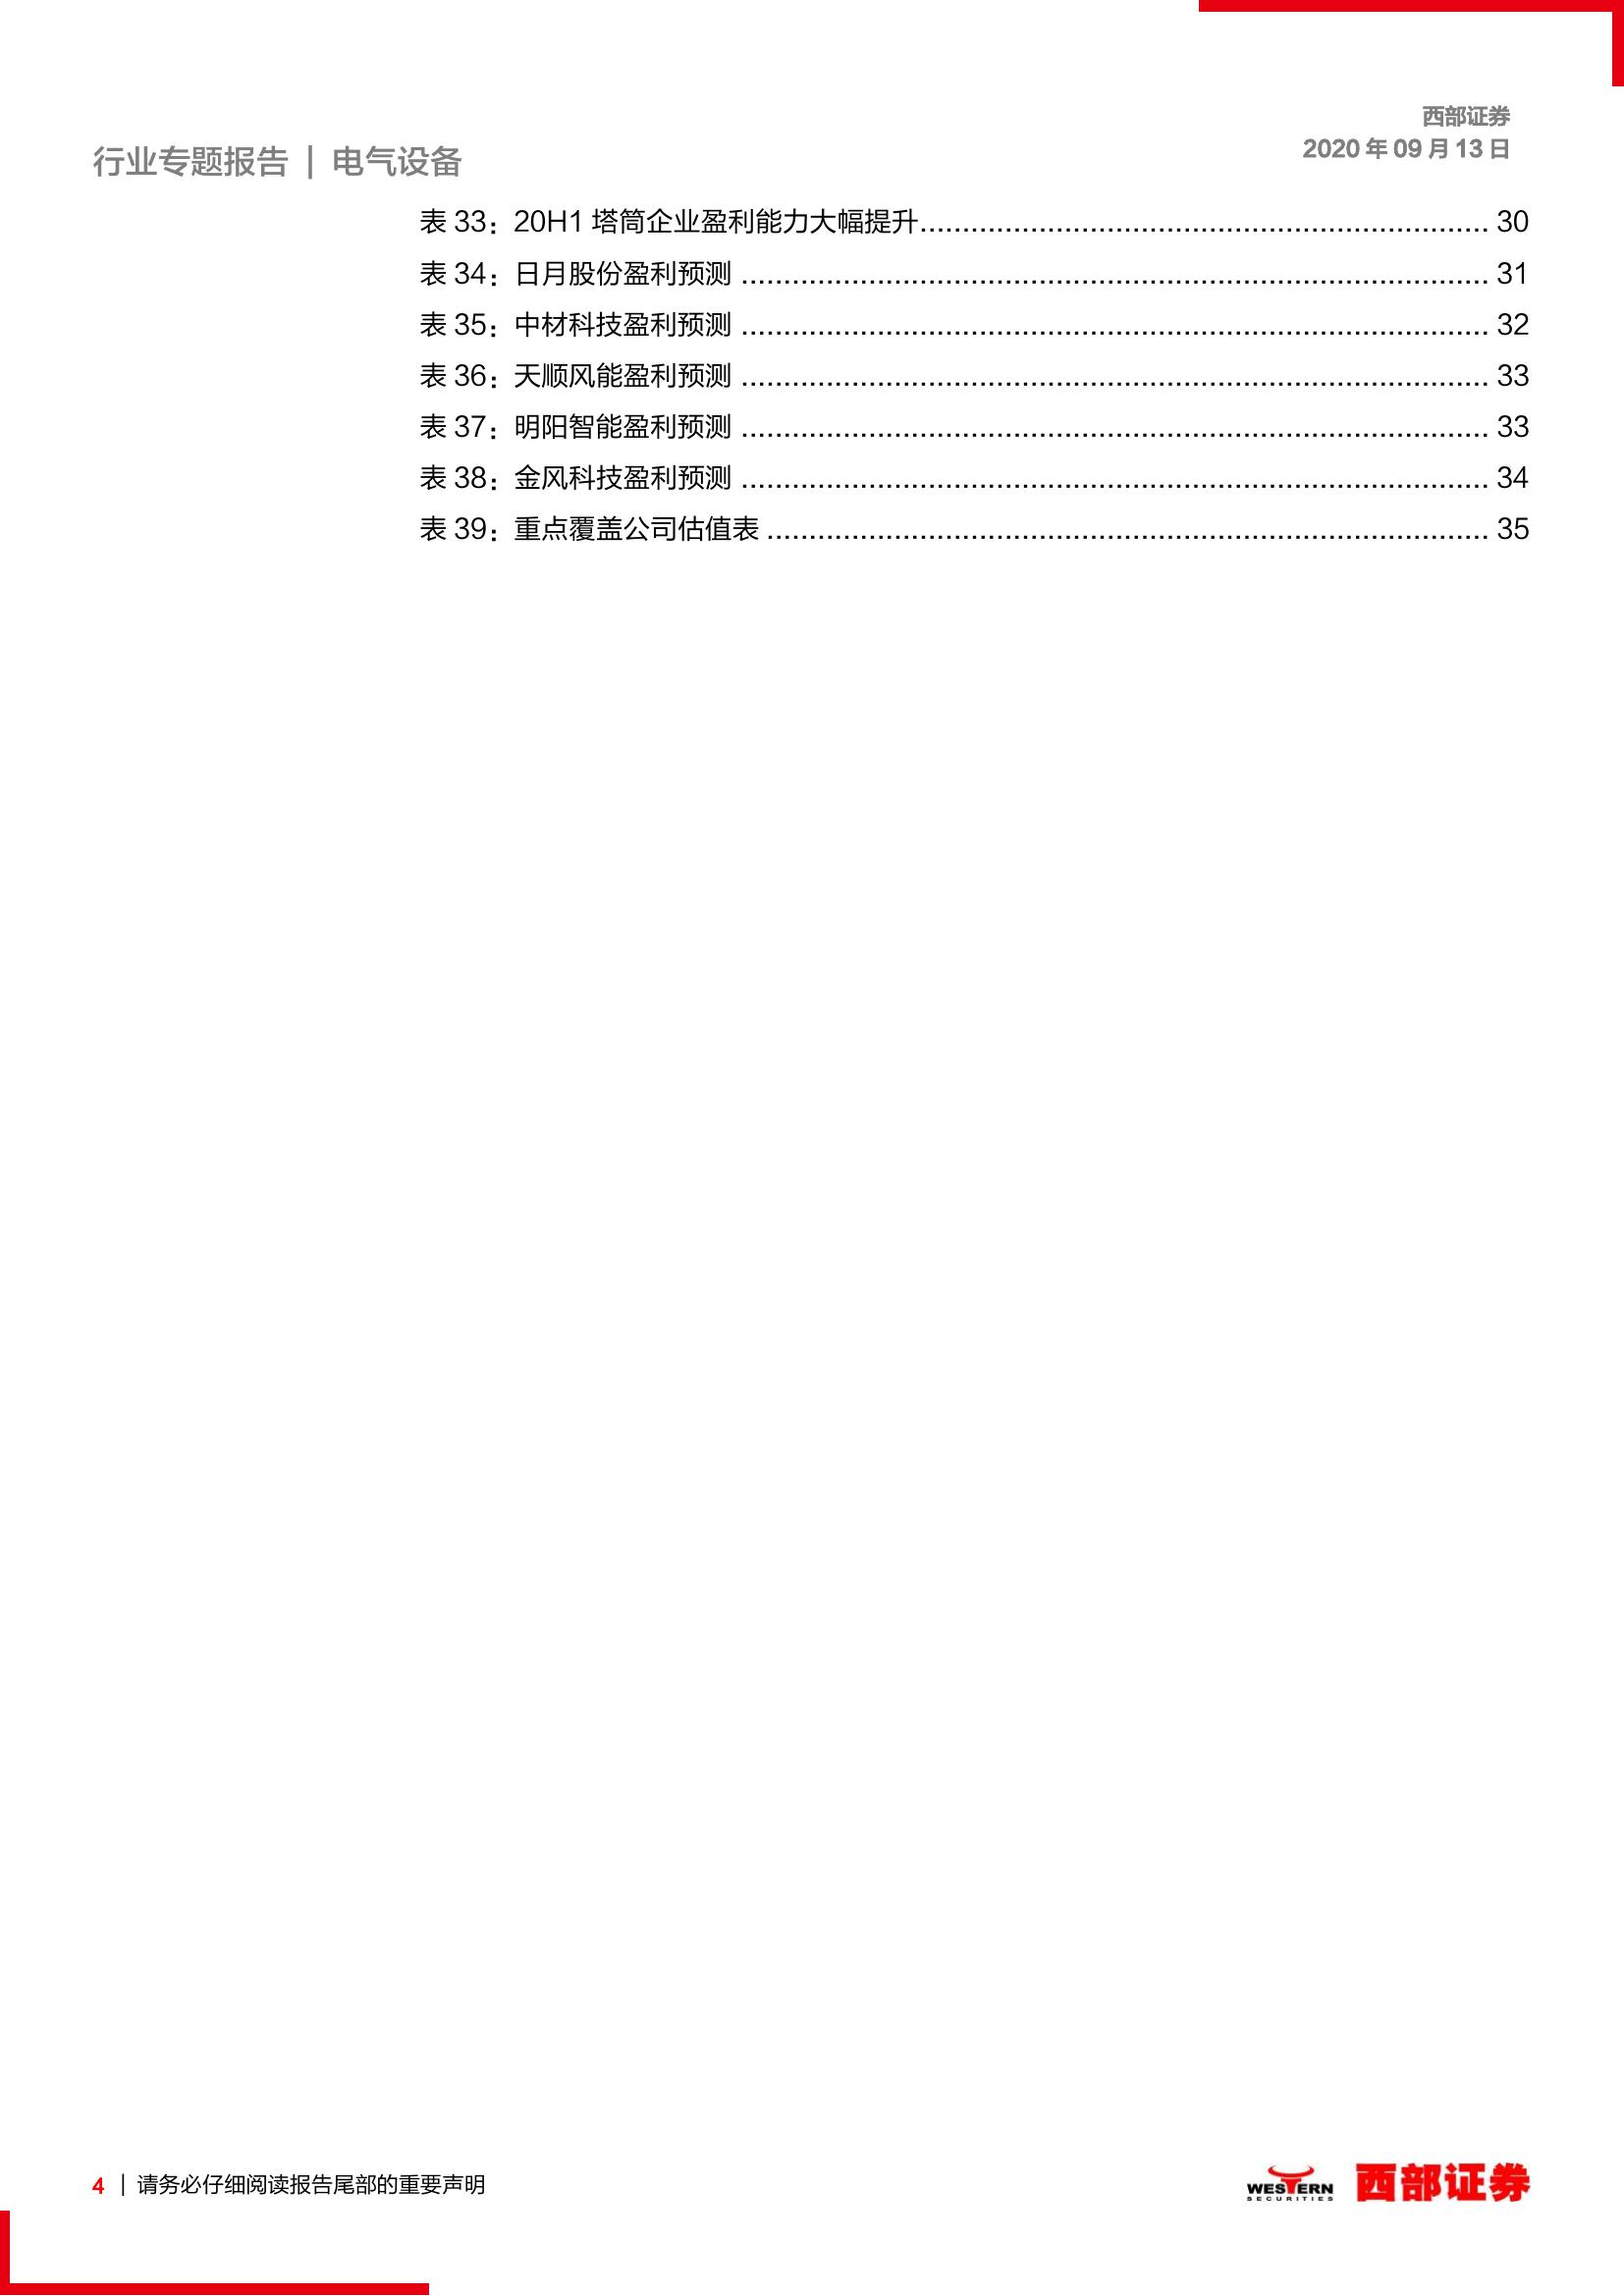 西部证券
2020 年 09 月 13 日
行业专题报告 | 电气设备
表 33：20H1 塔筒企业盈利能力大幅提升.................................................................. 30
表 34：日月股份盈利预测 ...................................................................................... 31
表 35：中材科技盈利预测 ...................................................................................... 32
表 36：天顺风能盈利预测 ...................................................................................... 33
表 37：明阳智能盈利预测 ...................................................................................... 33
表 38：金风科技盈利预测 ...................................................................................... 34
表 39：重点覆盖公司估值表 ................................................................................... 35
4 | 请务必仔细阅读报告尾部的重要声明
WESTERN
SECURITIES
西部证券